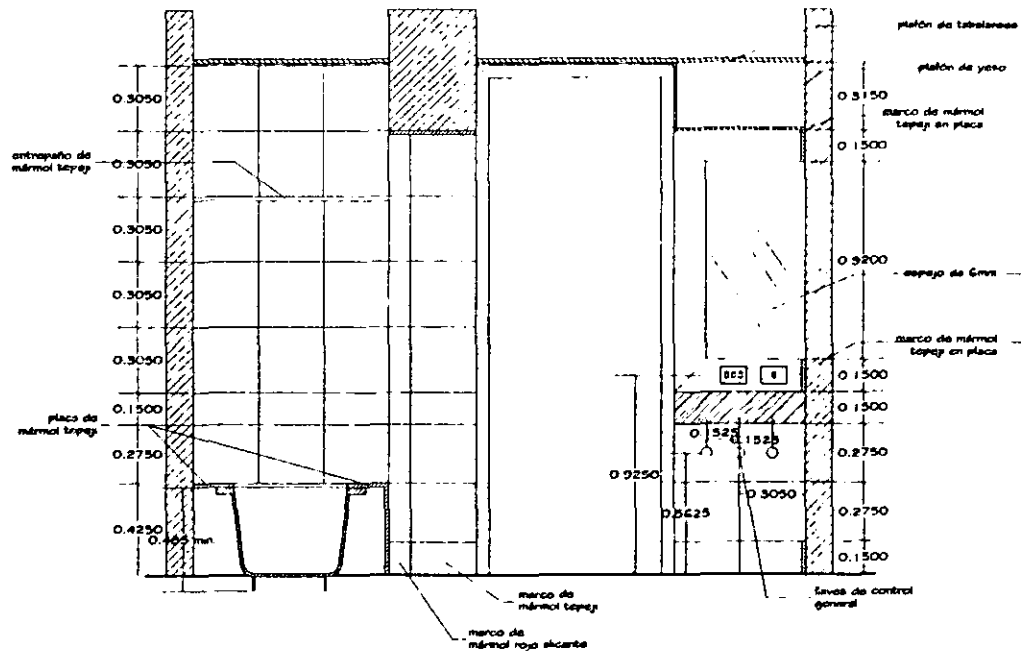 plafón de tablaroca
plafón de yeso
0.3050
0.3150
marco de mármol
tepeji en placa
0.1500
entrepaño de
mármol tepeji
0.3050
0.3050
0.3050
0.9200
espejo de 6mm
0.3050
marco de mármol
tepeji en placa
0.1500
0.1500
0.1500
placa de
mármol tepeji
0.2750
0.1525
0.1525
0.2750
0.9250
0.3050
0.5625
0.2750
0.4250
min.
0.1500
llaves de control
general
marco de
mármol tepeji
marco de
mármol rojo alicante